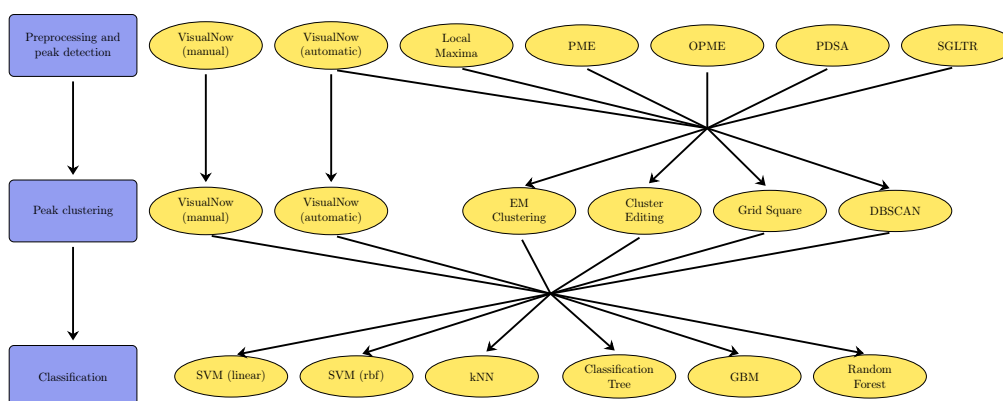 Preprocessing and
peak detection
VisualNow
(manual)
VisualNow
(automatic)
Local
Maxima
PME
OPME
PDSA
SGLTR
Peak clustering
VisualNow
(manual)
VisualNow
(automatic)
EM
Clustering
Cluster
Editing
Grid Square
DBSCAN
Classification
SVM (linear)
SVM (rbf)
kNN
Classification
Tree
GBM
Random
Forest